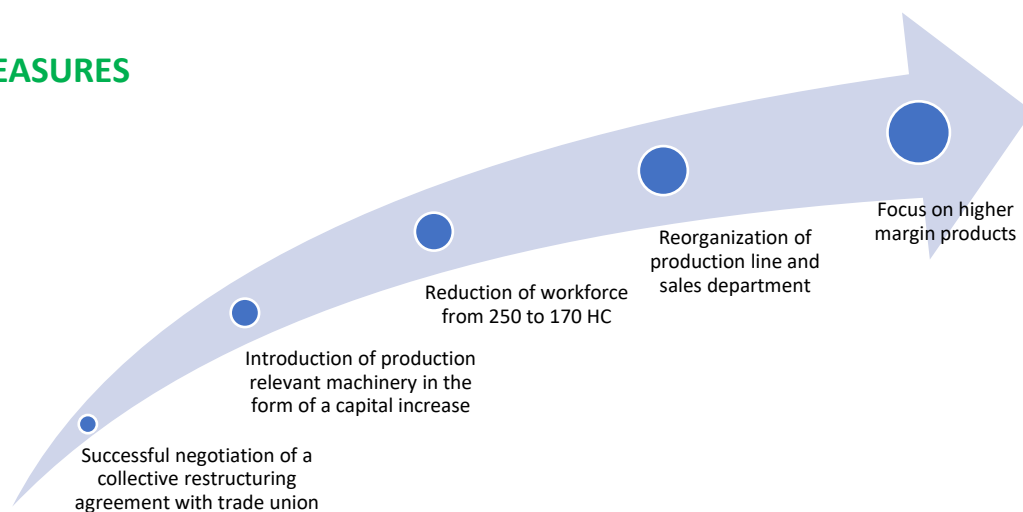 EASURES
Focus on higher
margin products
Reorganization of
production line and
sales department
Reduction of workforce
from 250 to 170 HC
Introduction of production
relevant machinery in the
form of a capital increase
Successful negotiation of a
collective restructuring
agreement with trade union